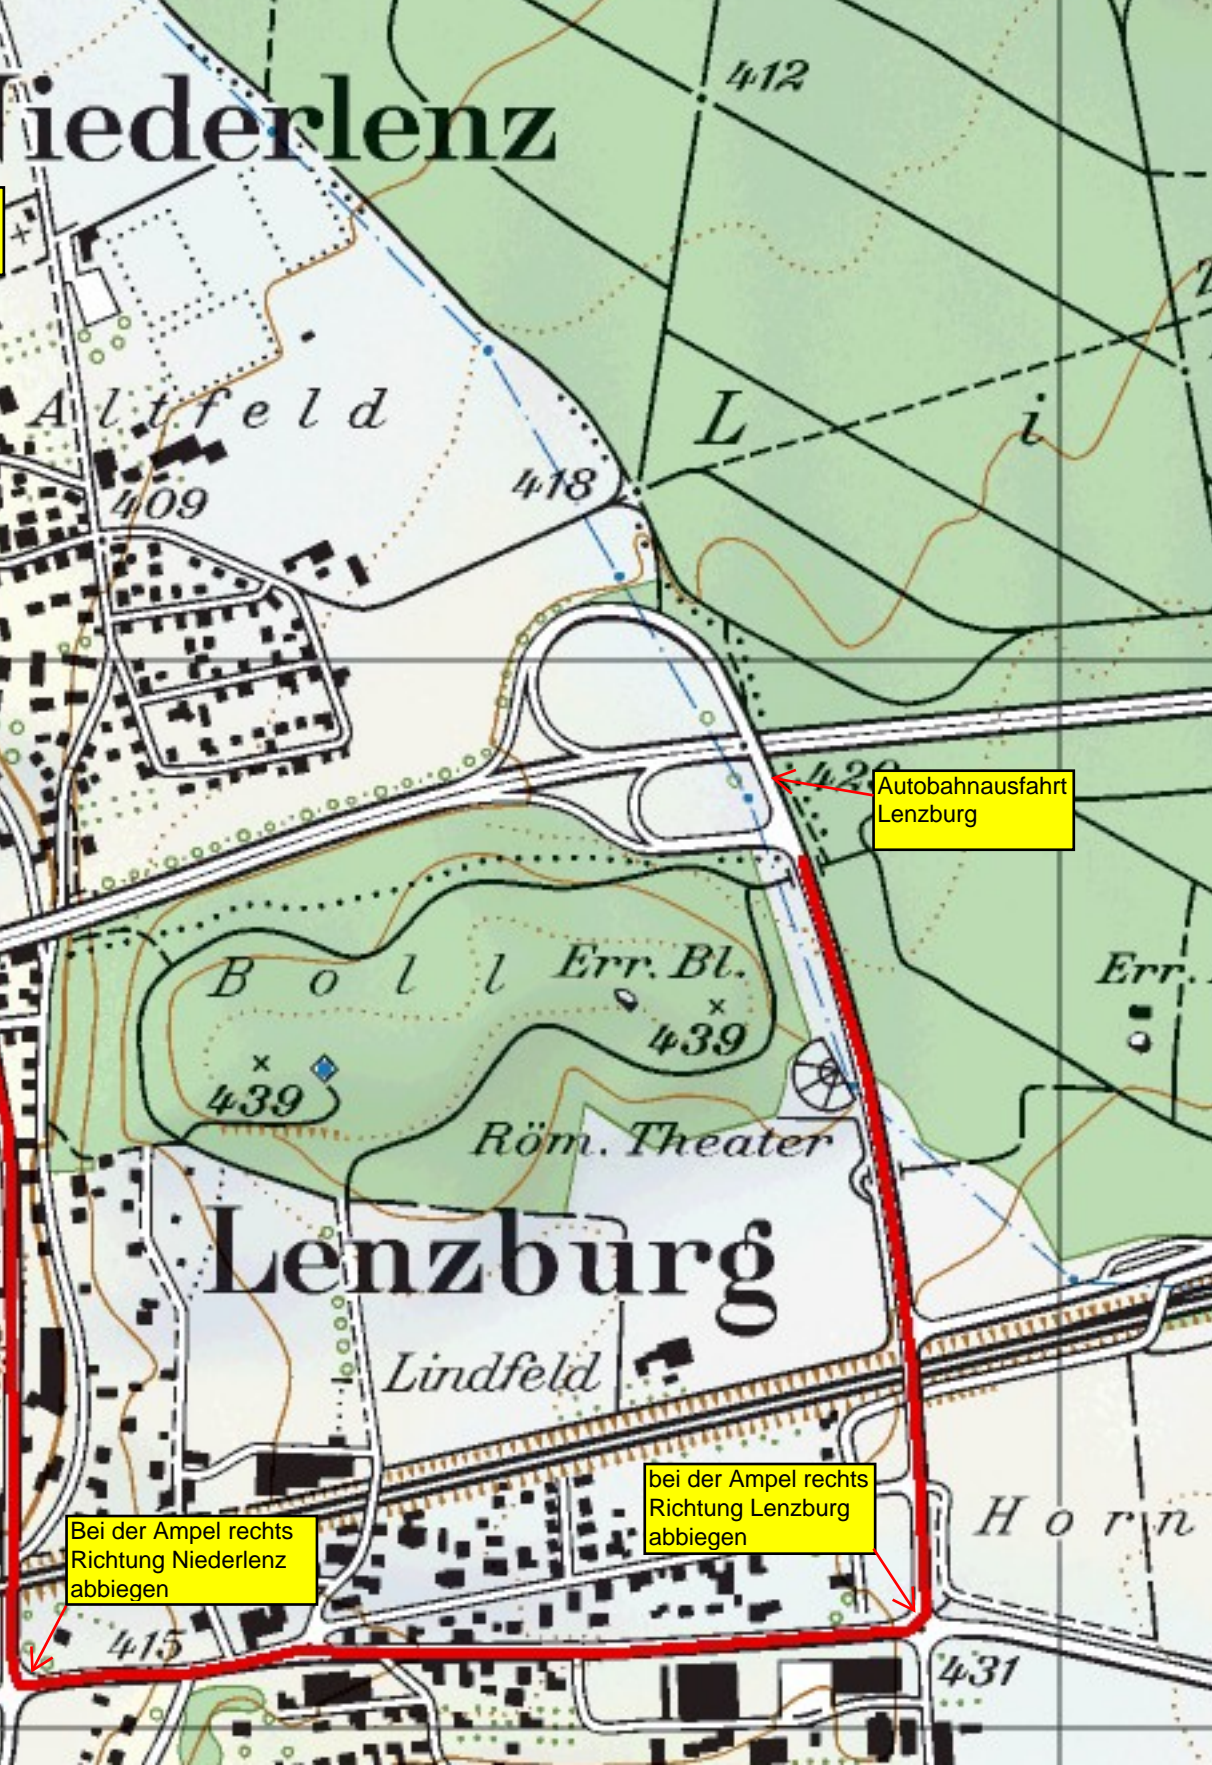 412
Niederlenz
Altfeld
L
i
418
409
Autobahnausfahrt
Lenzburg
Boll
Err. Bl.
Err.
439
439
Röm. Theater
Lenzburg
Lindfeld
bei der Ampel rechts
Richtung Lenzburg
abbiegen
Horn
Bei der Ampel rechts
Richtung Niederlenz
abbiegen
415
431